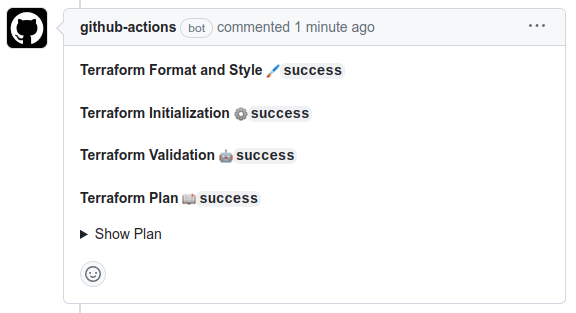 github-actions bot commented 1 minute ago
Terraform Format and Style 🖌️ success
Terraform Initialization ⚙️ success
Terraform Validation 🤖 success
Terraform Plan 📖 success
Show Plan